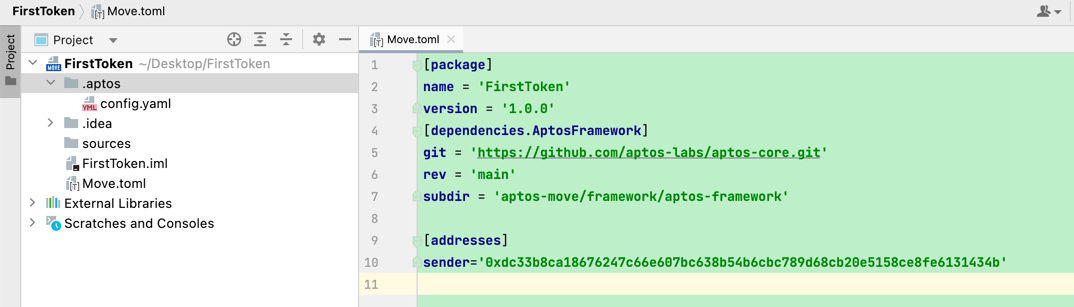 FirstToken Move.toml
Project
Project
Move.toml
FirstToken ~/Desktop/FirstToken
.aptos
config.yaml
.idea
sources
FirstToken.iml
Move.toml
External Libraries
Scratches and Consoles
1 [package]
2 name = 'FirstToken'
3 version = '1.0.0'
4 [dependencies.AptosFramework]
5 git = 'https://github.com/aptos-labs/aptos-core.git'
6 rev = 'main'
7 subdir = 'aptos-move/framework/aptos-framework'
8
9 [addresses]
10 sender='0xdc33b8ca18676247c66e607bc638b54b6cbc789d68cb20e5158ce8fe6131434b'
11